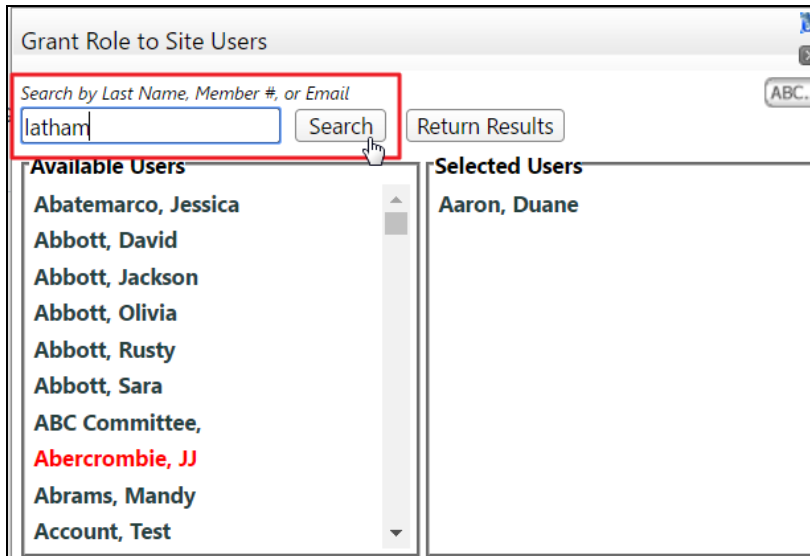 Grant Role to Site Users
Search by Last Name, Member #, or Email
ABC.
latham Search Return Results
Available Users
Selected Users
Abatemarco, Jessica
Aaron, Duane
Abbott, David
Abbott, Jackson
Abbott, Olivia
Abbott, Rusty
Abbott, Sara
ABC Committee,
Abercrombie, JJ
Abrams, Mandy
Account, Test